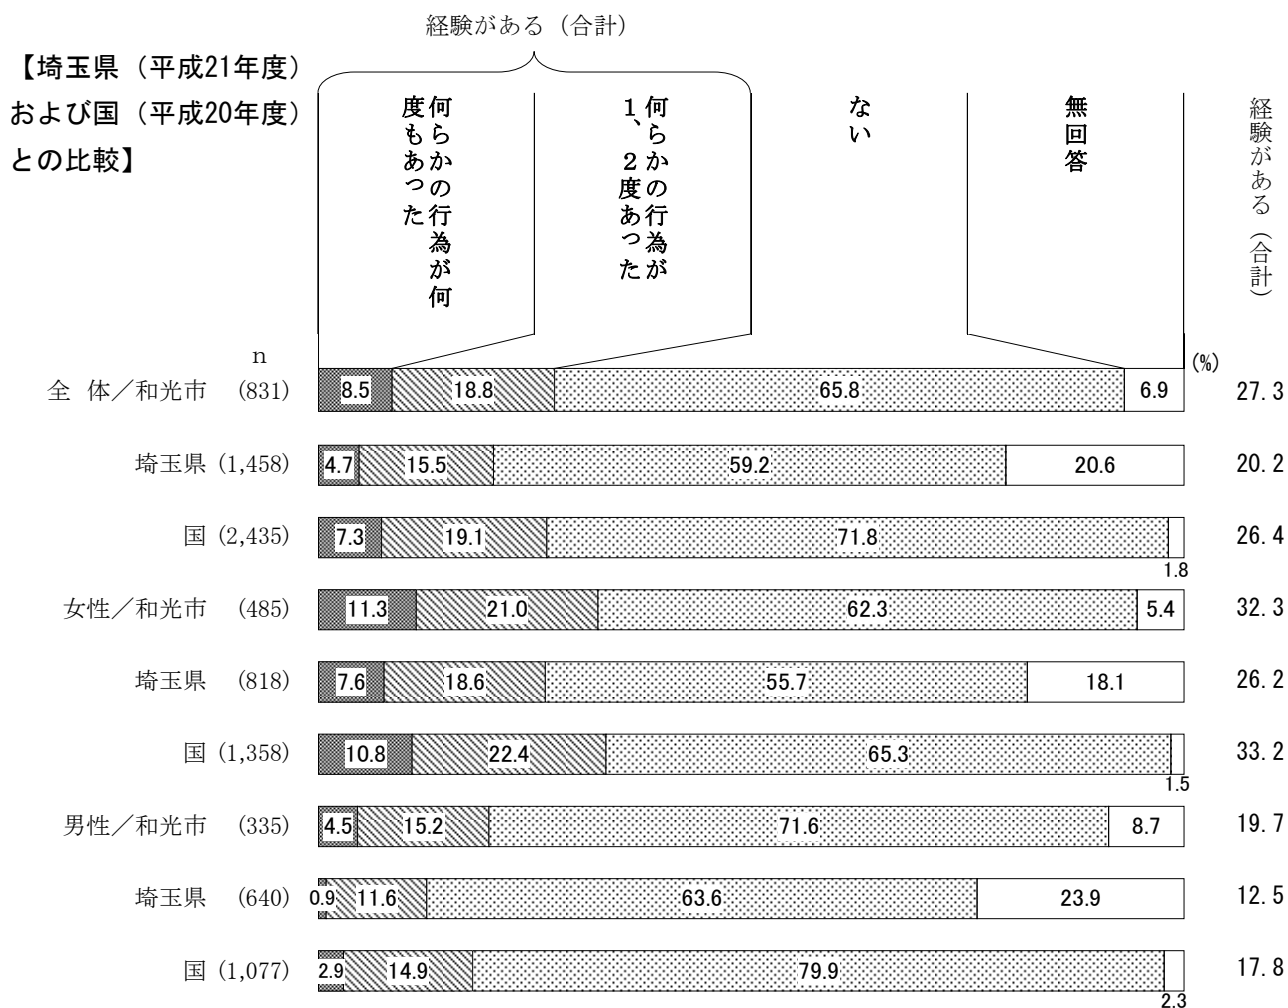 経験がある（合計）
【埼玉県（平成21年度）
および国（平成20年度）
との比較】
何らかの行為が何
度もあった
何らかの行為が
１、２度あった
ない
無回答
経験がある（合計）
n
(%)
全 体／和光市 (831) 8.5 18.8 65.8 6.9 27.3
埼玉県 (1,458) 4.7 15.5 59.2 20.6 20.2
国 (2,435) 7.3 19.1 71.8 1.8 26.4
女性／和光市 (485) 11.3 21.0 62.3 5.4 32.3
埼玉県 (818) 7.6 18.6 55.7 18.1 26.2
国 (1,358) 10.8 22.4 65.3 1.5 33.2
男性／和光市 (335) 4.5 15.2 71.6 8.7 19.7
埼玉県 (640) 0.9 11.6 63.6 23.9 12.5
国 (1,077) 2.9 14.9 79.9 2.3 17.8